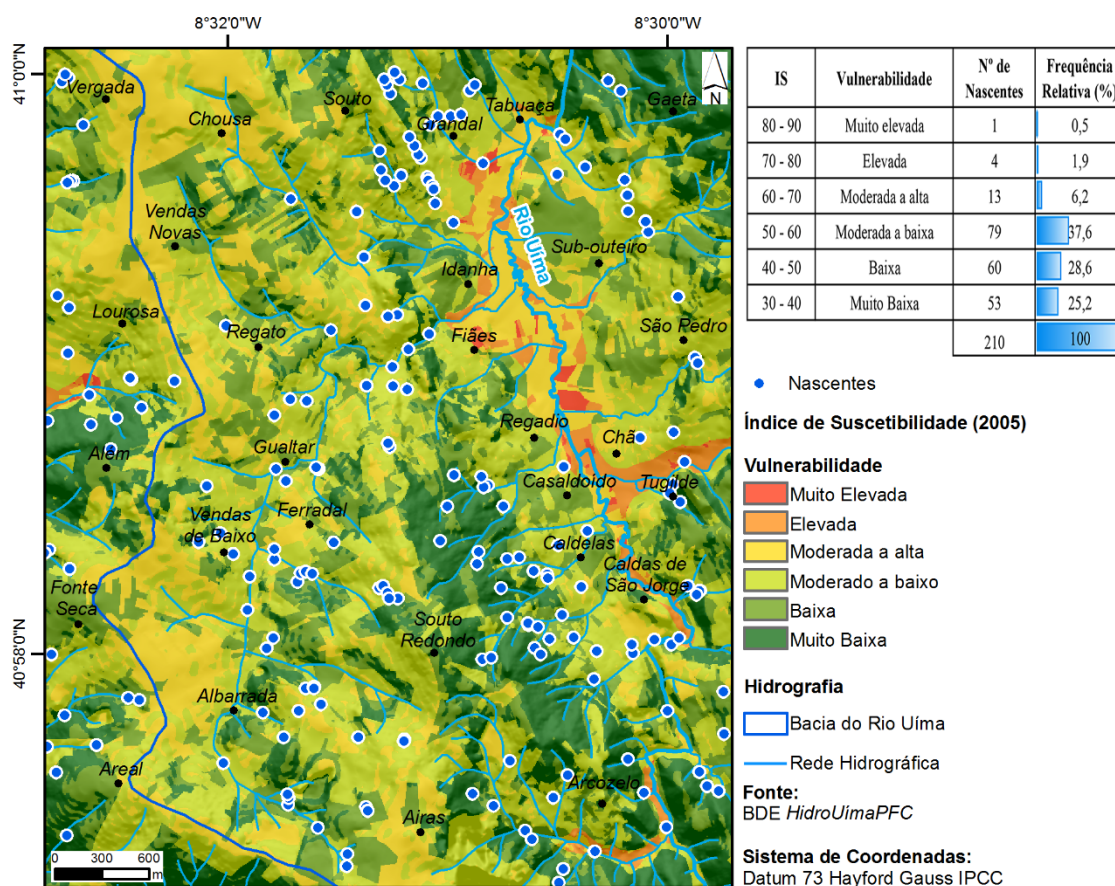 8°32'0"W
8°30'0"W
41°0'0"N
40°58'0"N
N
Vergada
Chousa
Souto
Grandal
Tabuaça
Gaeta
Vendas
Novas
Rio Uíma
Sub-outeiro
Idanha
Lourosa
Regato
Fiães
São Pedro
Regadio
Chã
Gualtar
Além
Casaldoido
Tugilde
Ferradal
Vendas
de Baixo
Caldelas
Caldas de
São Jorge
Fonte
Seca
Souto
Redondo
Albarrada
Areal
Arcozelo
Airas
0 300 600
m
IS Vulnerabilidade Nº de Nascentes Frequência Relativa (%)
80 - 90 Muito elevada 1 0,5
70 - 80 Elevada 4 1,9
60 - 70 Moderada a alta 13 6,2
50 - 60 Moderada a baixa 79 37,6
40 - 50 Baixa 60 28,6
30 - 40 Muito Baixa 53 25,2
210 100
Nascentes
Índice de Suscetibilidade (2005)
Vulnerabilidade
Muito Elevada
Elevada
Moderada a alta
Moderado a baixo
Baixa
Muito Baixa
Hidrografia
Bacia do Rio Uíma
Rede Hidrográfica
Fonte:
BDE HidroUimaPFC
Sistema de Coordenadas:
Datum 73 Hayford Gauss IPCC